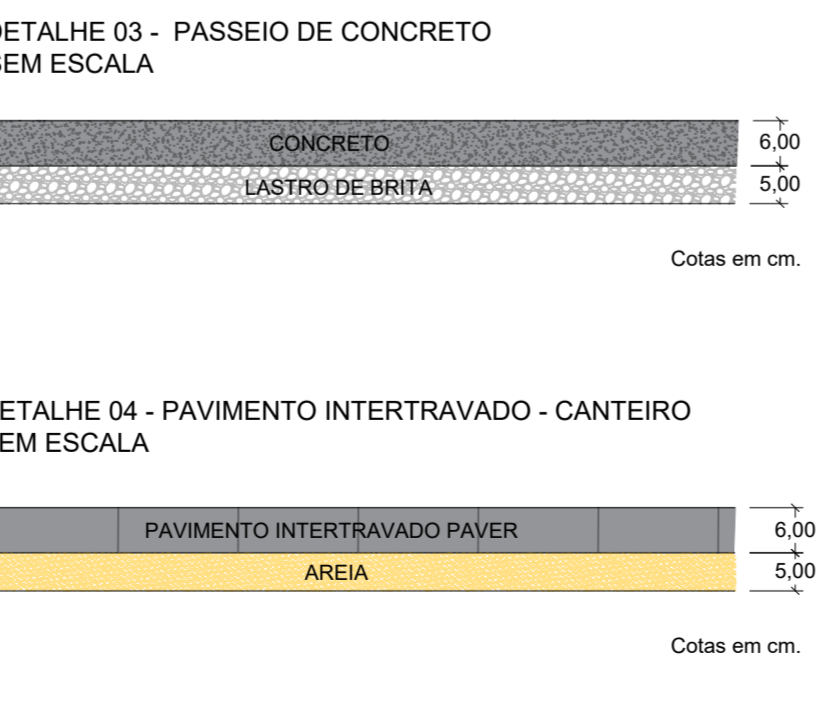 DETALHE 03 - PASSEIO DE CONCRETO
SEM ESCALA
CONCRETO
6,00
LASTRO DE BRITA
5,00
Cotas em cm.
DETALHE 04 - PAVIMENTO INTERTRAVADO - CANTEIRO
SEM ESCALA
PAVIMENTO INTERTRAVADO PAVER
6,00
AREIA
5,00
Cotas em cm.